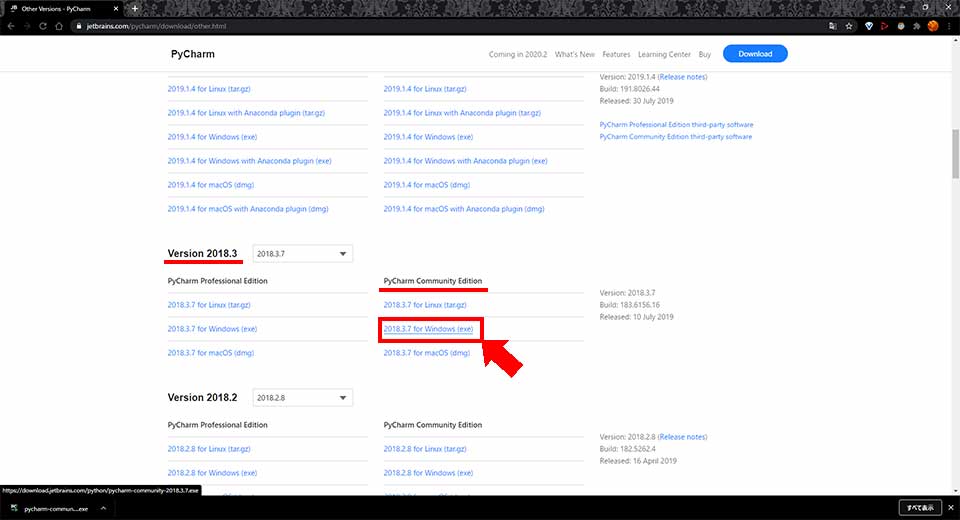 Other Versions - PyCharm
jetbrains.com/pycharm/download/other.html
PyCharm
Coming in 2020.2 What's New Features Learning Center Buy Download
Version: 2019.1.4 (Release notes)
2019.1.4 for Linux (tar.gz) 2019.1.4 for Linux (tar.gz) Build: 191.8026.44
Released: 30 July 2019
2019.1.4 for Linux with Anaconda plugin (tar.gz) 2019.1.4 for Linux with Anaconda plugin (tar.gz)
PyCharm Professional Edition third-party software
2019.1.4 for Windows (exe) 2019.1.4 for Windows (exe) PyCharm Community Edition third-party software
2019.1.4 for Windows with Anaconda plugin (exe) 2019.1.4 for Windows with Anaconda plugin (exe)
2019.1.4 for macOS (dmg) 2019.1.4 for macOS (dmg)
2019.1.4 for macOS with Anaconda plugin (dmg) 2019.1.4 for macOS with Anaconda plugin (dmg)
Version 2018.3 2018.3.7
PyCharm Professional Edition PyCharm Community Edition
Version: 2018.3.7
2018.3.7 for Linux (tar.gz) 2018.3.7 for Linux (tar.gz) Build: 183.6156.16
Released: 10 July 2019
2018.3.7 for Windows (exe) 2018.3.7 for Windows (exe)
2018.3.7 for macOS (dmg) 2018.3.7 for macOS (dmg)
Version 2018.2 2018.2.8
PyCharm Professional Edition PyCharm Community Edition
Version: 2018.2.8 (Release notes)
2018.2.8 for Linux (tar.gz) 2018.2.8 for Linux (tar.gz) Build: 182.5262.4
Released: 16 April 2019
2018.2.8 for Windows (exe) 2018.2.8 for Windows (exe)
https://download.jetbrains.com/python/pycharm-community-2018.3.7.exe
pycharm-commun....exe すべて表示